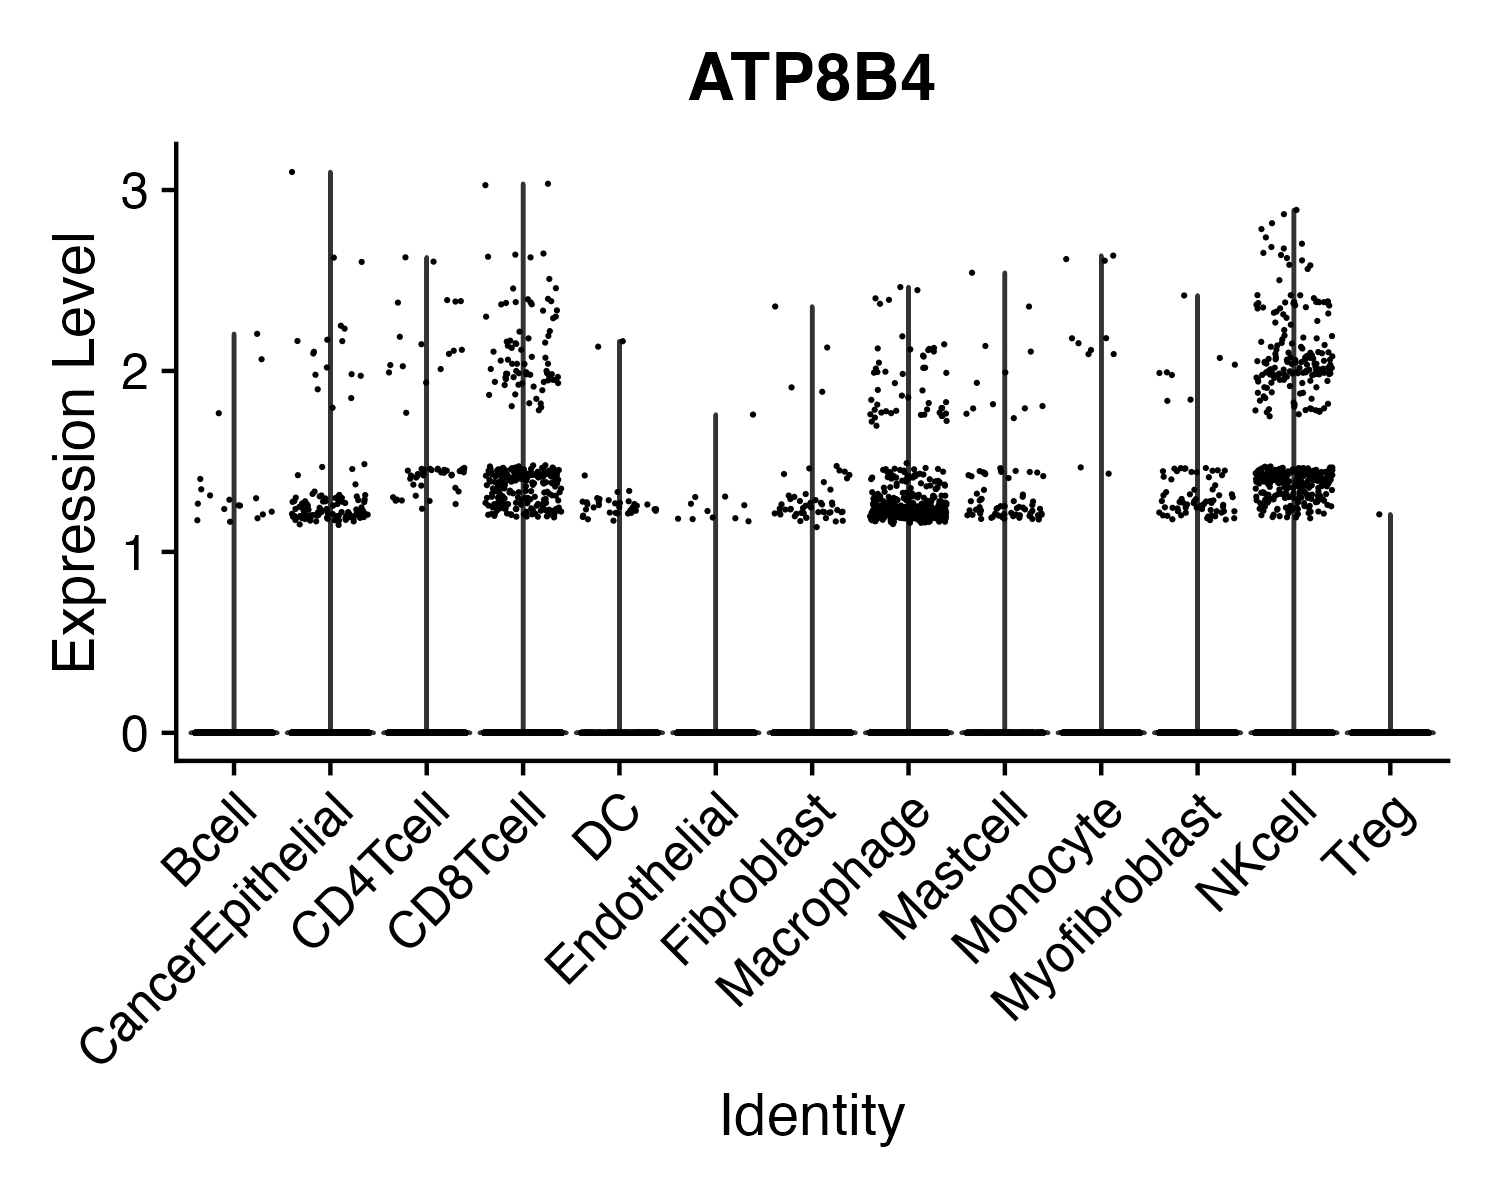 ATP8B4
Expression Level
3
2
1
0
Bcell
CancerEpithelial
CD4Tcell
CD8Tcell
DC
Endothelial
Fibroblast
Macrophage
Mastcell
Monocyte
Myofibroblast
NKcell
Treg
Identity